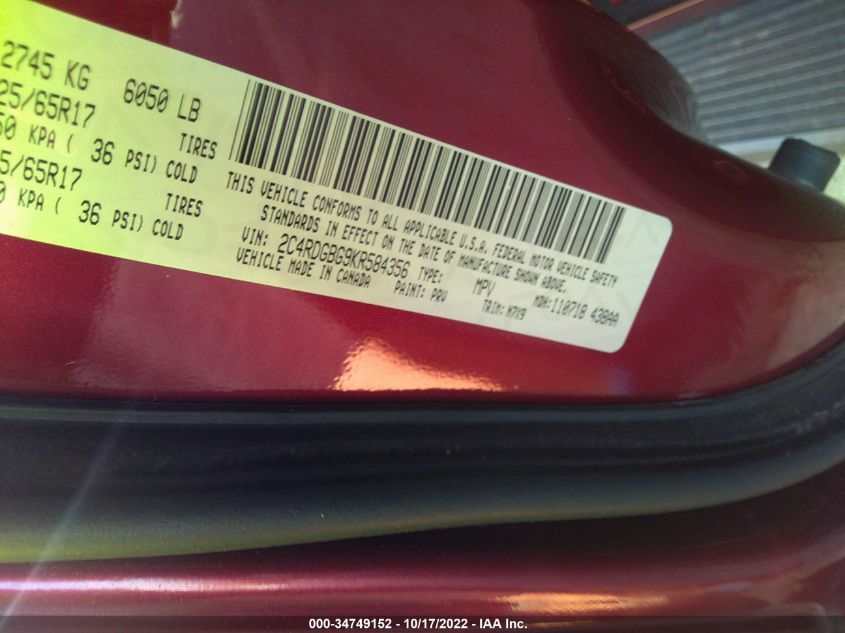 2745 KG 6050 LB
25/65R17 TIRES
50 KPA ( 36 PSI) COLD
5/65R17 TIRES
0 KPA ( 36 PSI) COLD
THIS VEHICLE CONFORMS TO ALL APPLICABLE U.S.A. FEDERAL MOTOR VEHICLE SAFETY
STANDARDS IN EFFECT ON THE DATE OF MANUFACTURE SHOWN ABOVE.
VIN: 2C4RDGBG9KR584356 TYPE: MPV MDH:110718 438AA
VEHICLE MADE IN CANADA PAINT: PRV TRIM: N7X9
000-34749152 - 10/17/2022 - IAA Inc.